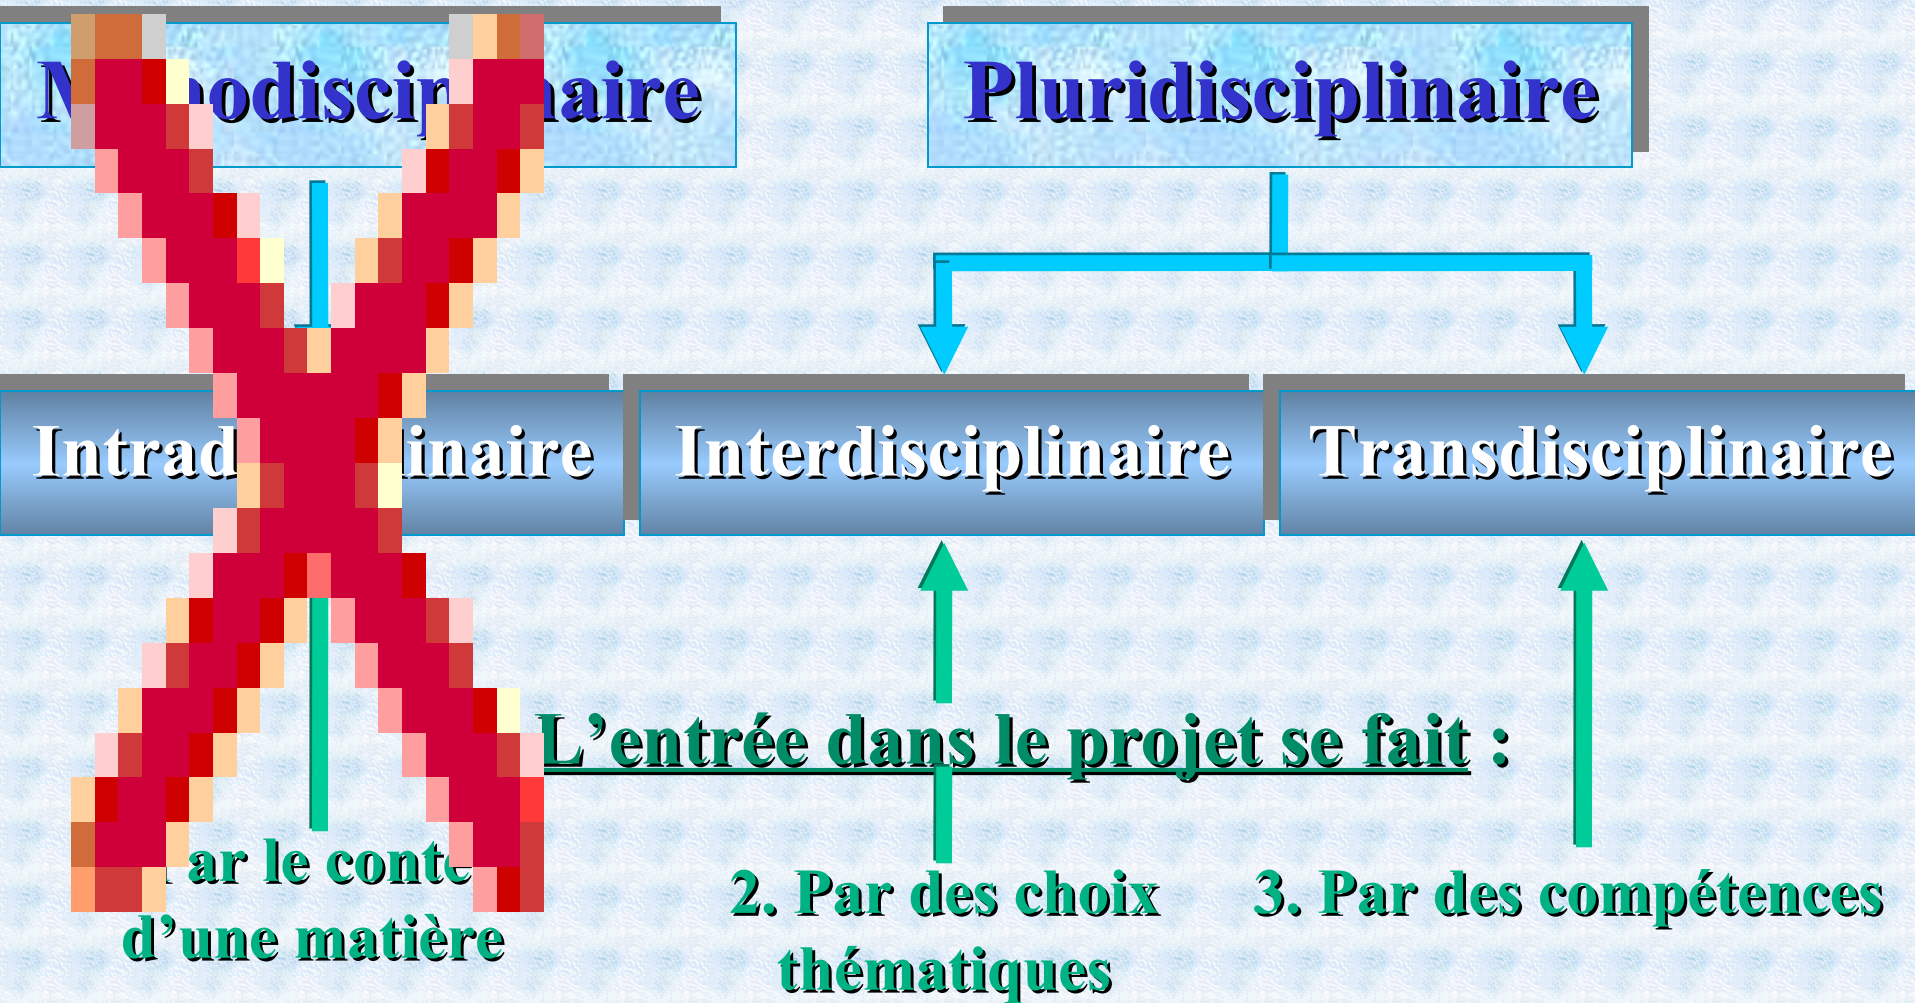 Pluridisciplinaire
Interdisciplinaire
Transdisciplinaire
L’entrée dans le projet se fait :
le
d’une matière
2. Par des choix
thématiques
3. Par des compétences